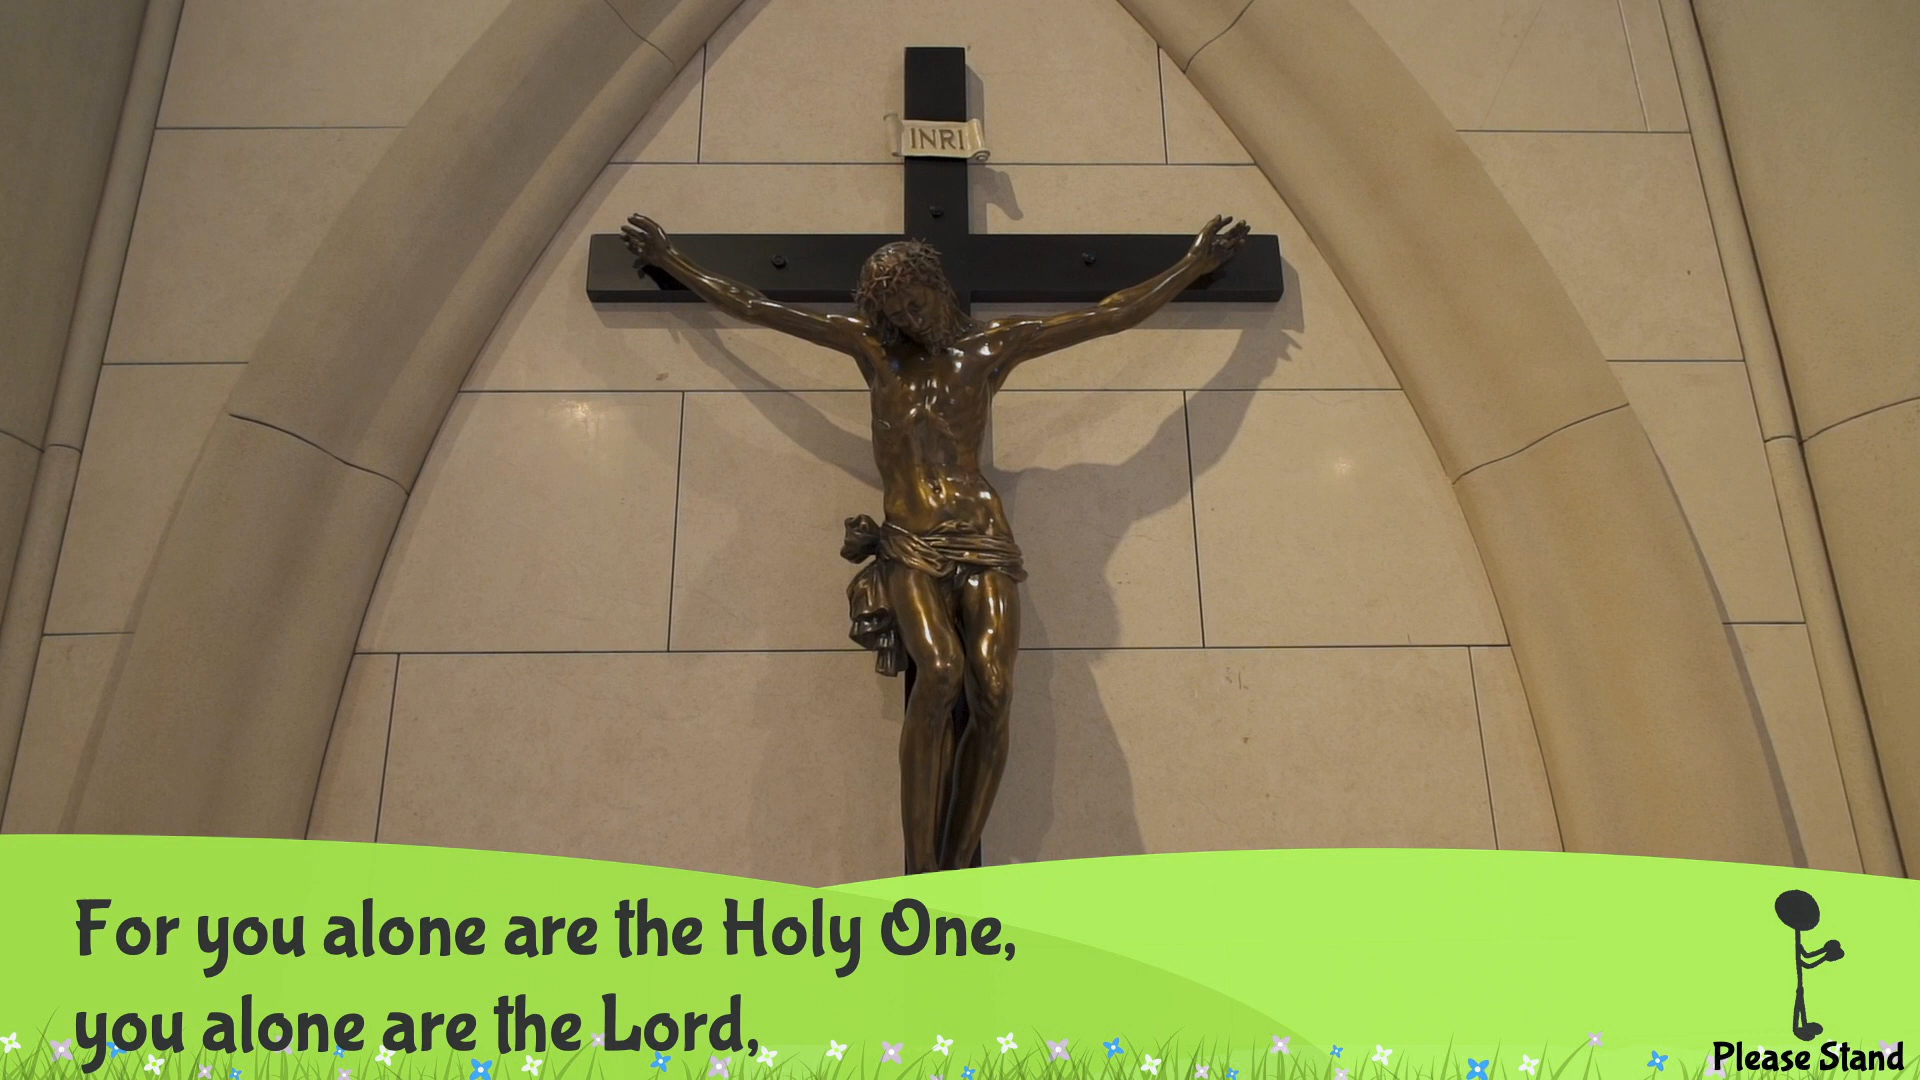 INRI
For you alone are the Holy One,
you alone are the Lord,
Please Stand